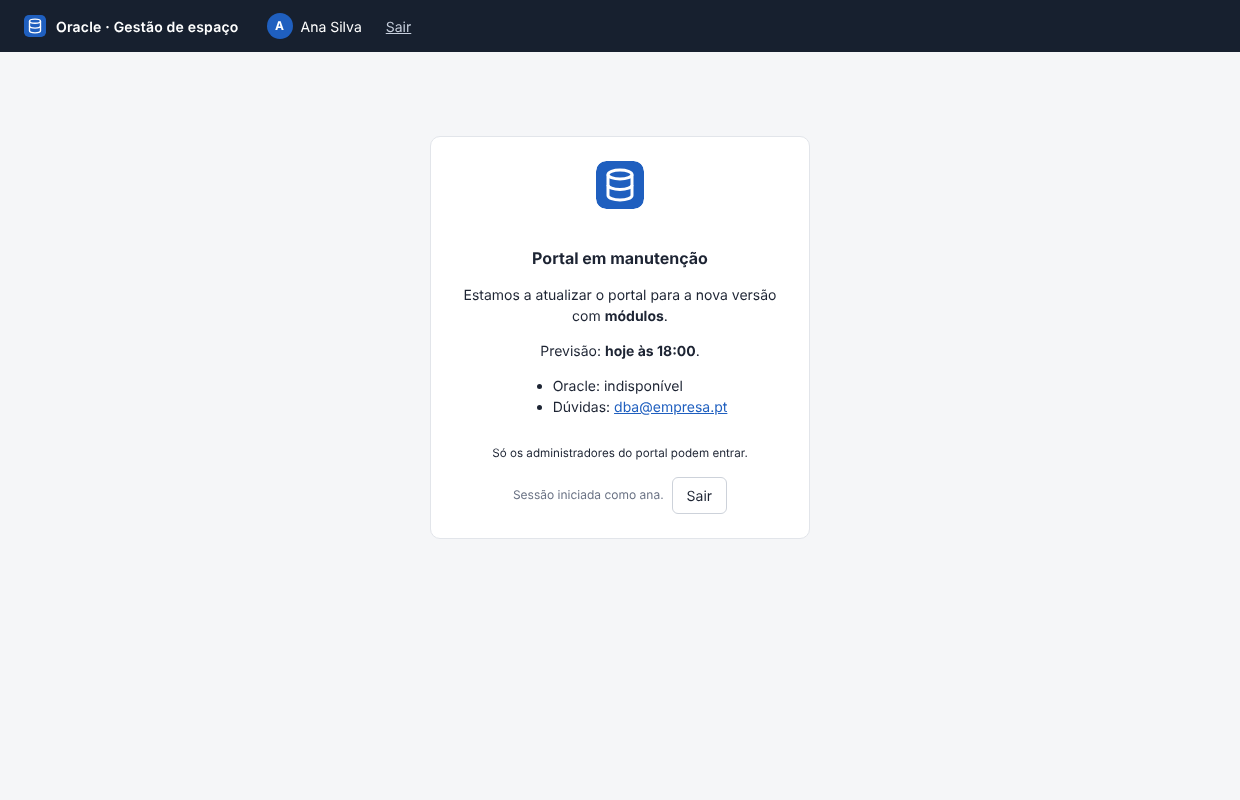 Oracle · Gestão de espaço
A
Ana Silva
Sair
Portal em manutenção
Estamos a atualizar o portal para a nova versão
com módulos.
Previsão: hoje às 18:00.
• Oracle: indisponível
• Dúvidas: dba@empresa.pt
Só os administradores do portal podem entrar.
Sessão iniciada como ana.
Sair